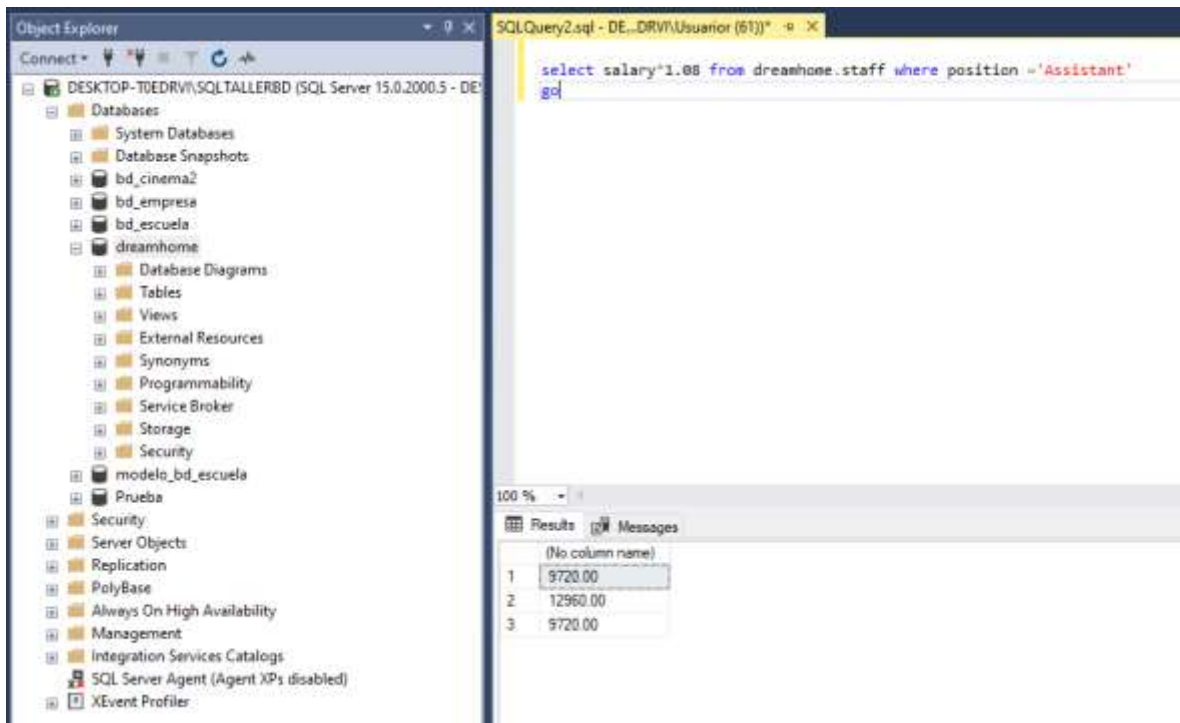 Object Explorer
Connect
DESKTOP-T0EDRVI\SQLTALLERBD (SQL Server 15.0.2000.5 - DE
Databases
System Databases
Database Snapshots
bd_cinema2
bd_empresa
bd_escuela
dreamhome
Database Diagrams
Tables
Views
External Resources
Synonyms
Programmability
Service Broker
Storage
Security
modelo_bd_escuela
Prueba
Security
Server Objects
Replication
PolyBase
Always On High Availability
Management
Integration Services Catalogs
SQL Server Agent (Agent XPs disabled)
XEvent Profiler
SQLQuery2.sql - DE...DRVI\Usuarior (61))*
select salary*1.08 from dreamhome.staff where position ='Assistant'
go
100 %
Results Messages
(No column name)
1 9720.00
2 12960.00
3 9720.00